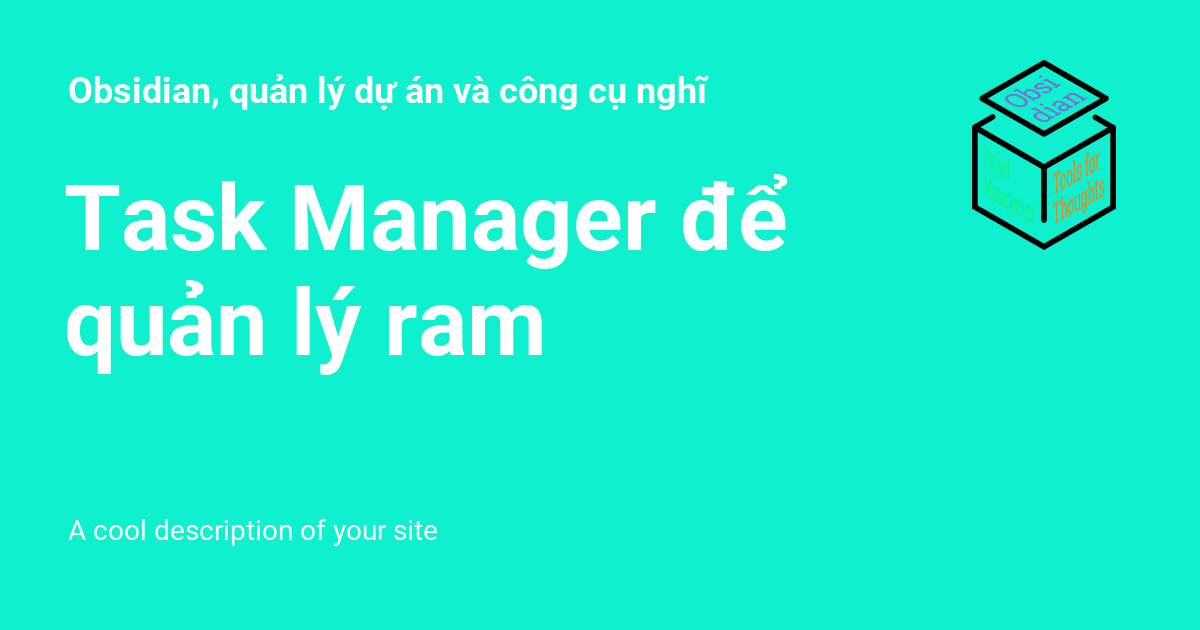 Obsidian, quản lý dự án và công cụ nghĩ
Task Manager để
quản lý ram
A cool description of your site
Obsi
dian
Project
Management
Tools for
Thoughts